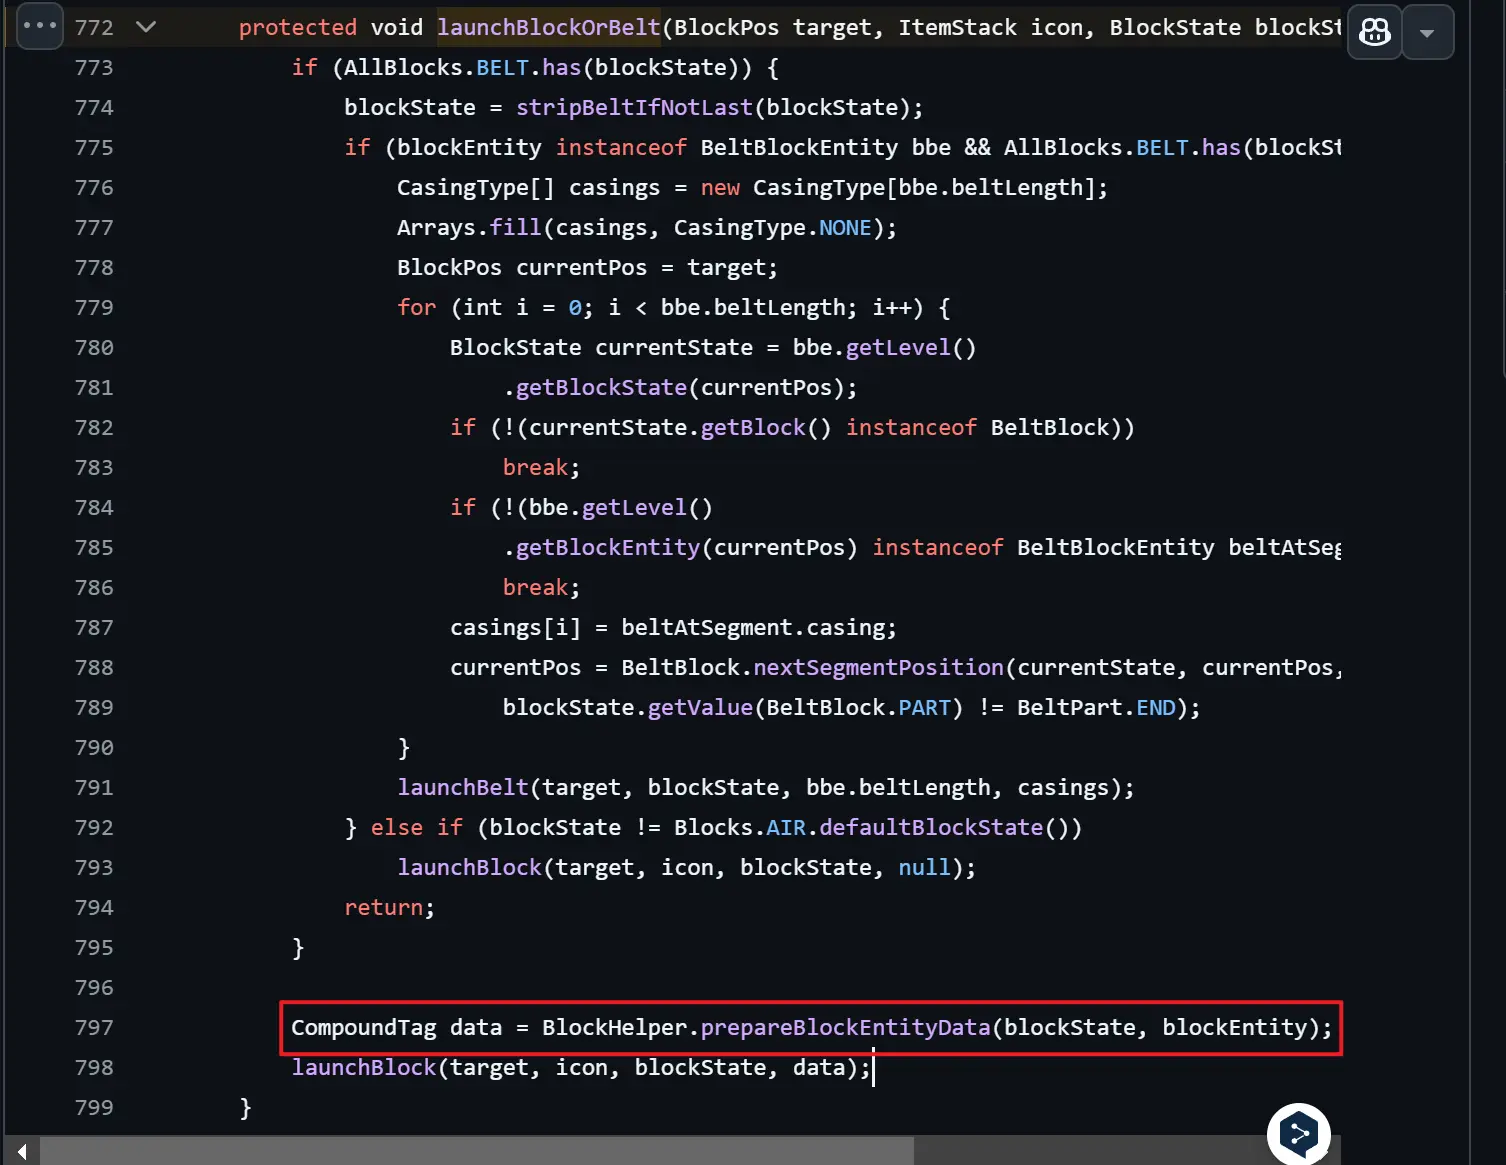 772 protected void launchBlockOrBelt(BlockPos target, ItemStack icon, BlockState blockSt
773 if (AllBlocks.BELT.has(blockState)) {
774 blockState = stripBeltIfNotLast(blockState);
775 if (blockEntity instanceof BeltBlockEntity bbe && AllBlocks.BELT.has(blockSt
776 CasingType[] casings = new CasingType[bbe.beltLength];
777 Arrays.fill(casings, CasingType.NONE);
778 BlockPos currentPos = target;
779 for (int i = 0; i < bbe.beltLength; i++) {
780 BlockState currentState = bbe.getLevel()
781 .getBlockState(currentPos);
782 if (!(currentState.getBlock() instanceof BeltBlock))
783 break;
784 if (!(bbe.getLevel()
785 .getBlockEntity(currentPos) instanceof BeltBlockEntity beltAtSeg
786 break;
787 casings[i] = beltAtSegment.casing;
788 currentPos = BeltBlock.nextSegmentPosition(currentState, currentPos,
789 blockState.getValue(BeltBlock.PART) != BeltPart.END);
790 }
791 launchBelt(target, blockState, bbe.beltLength, casings);
792 } else if (blockState != Blocks.AIR.defaultBlockState())
793 launchBlock(target, icon, blockState, null);
794 return;
795 }
796
797 CompoundTag data = BlockHelper.prepareBlockEntityData(blockState, blockEntity);
798 launchBlock(target, icon, blockState, data);
799 }